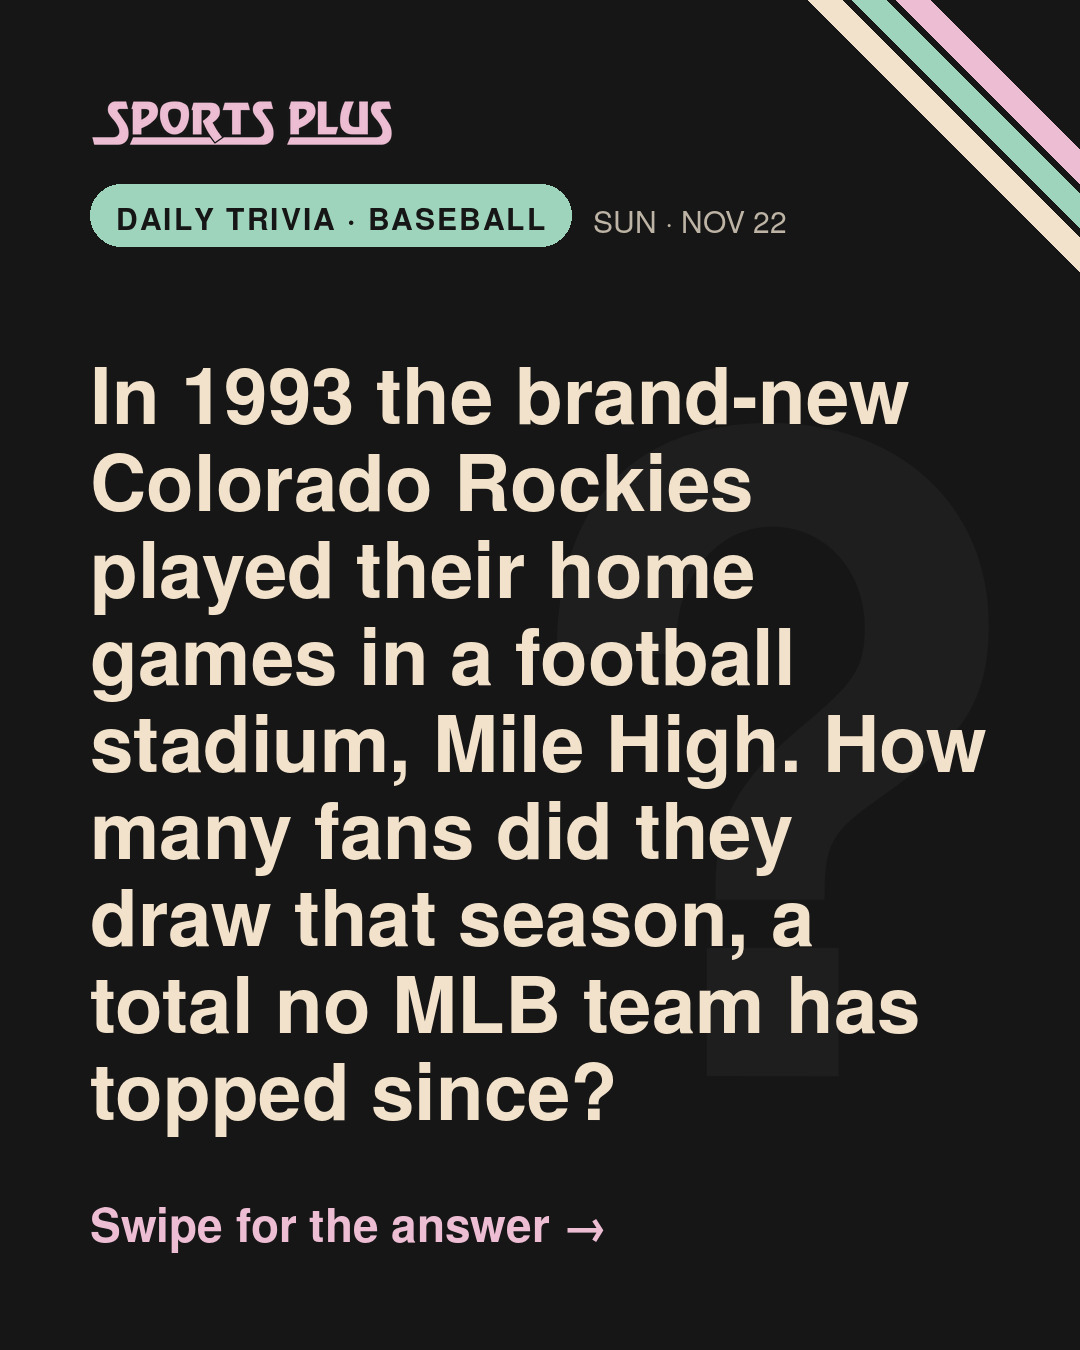 SPORTS PLUS
DAILY TRIVIA · BASEBALL
SUN · NOV 22
In 1993 the brand-new
Colorado Rockies
played their home
games in a football
stadium, Mile High. How
many fans did they
draw that season, a
total no MLB team has
topped since?
Swipe for the answer →
?